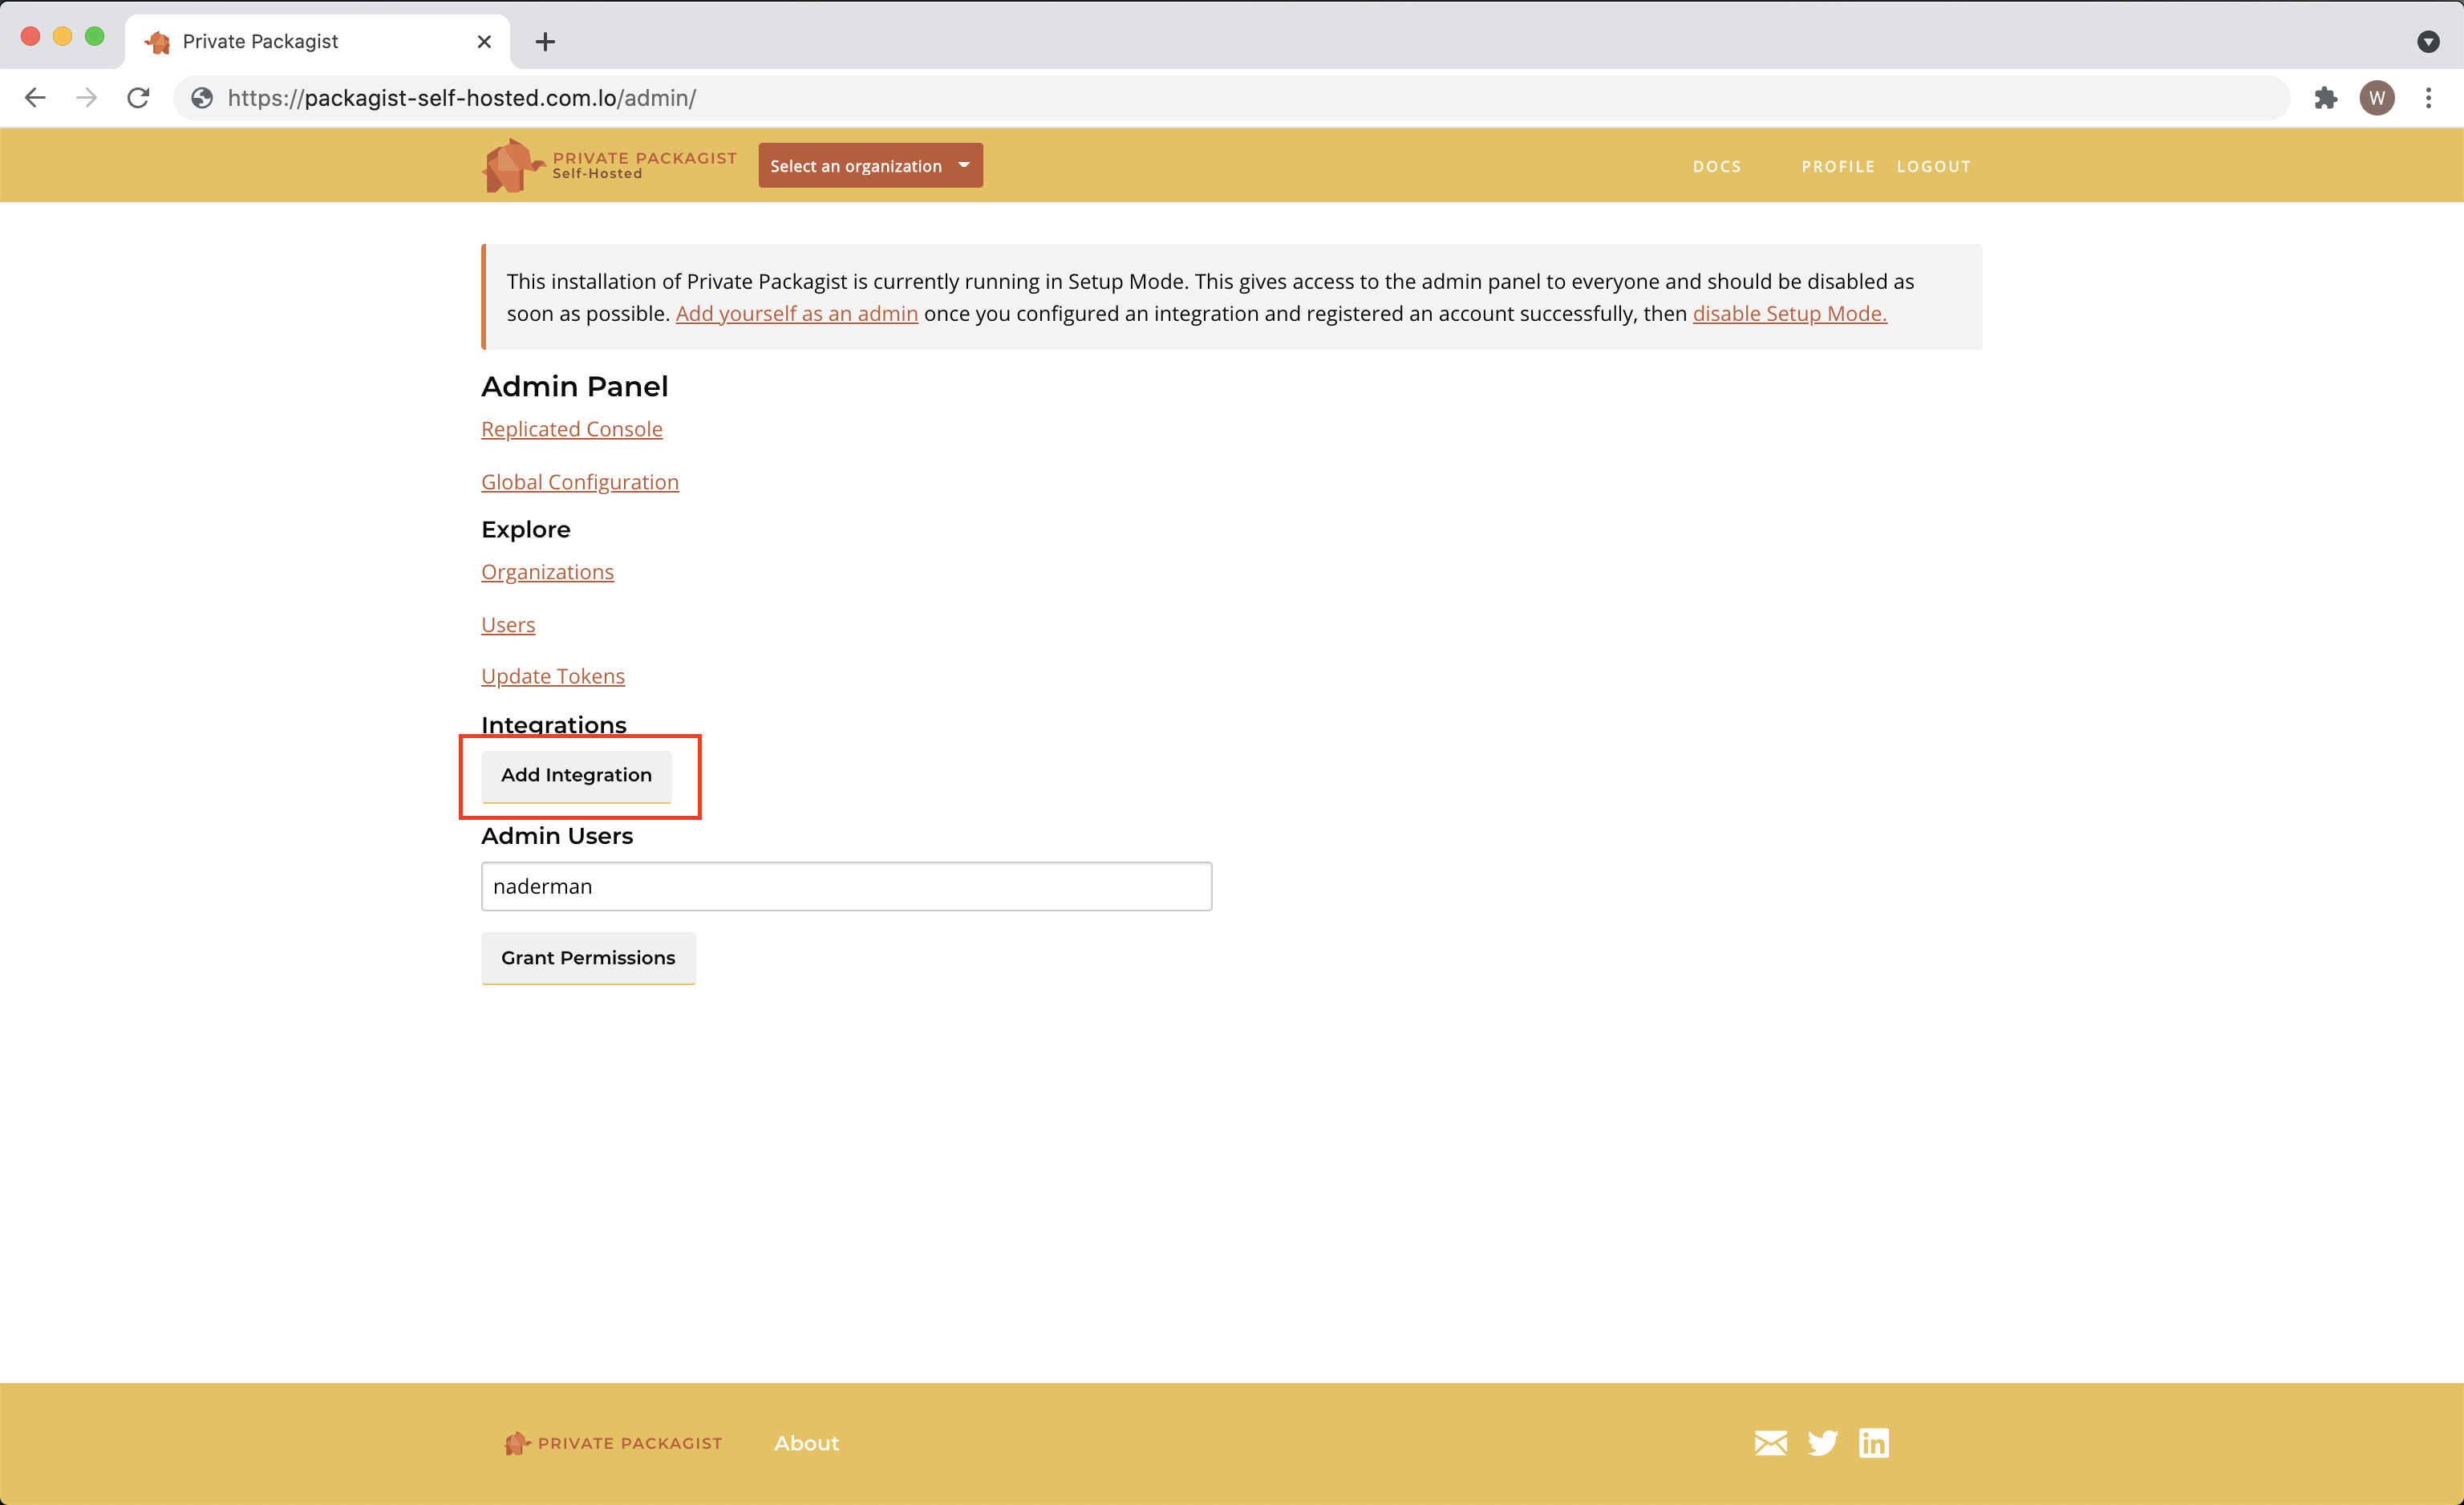 Private Packagist
https://packagist-self-hosted.com.lo/admin/
W
PRIVATE PACKAGIST
Self-Hosted
Select an organization
DOCS
PROFILE
LOGOUT
This installation of Private Packagist is currently running in Setup Mode. This gives access to the admin panel to everyone and should be disabled as
soon as possible. Add yourself as an admin once you configured an integration and registered an account successfully, then disable Setup Mode.
Admin Panel
Replicated Console
Global Configuration
Explore
Organizations
Users
Update Tokens
Integrations
Add Integration
Admin Users
naderman
Grant Permissions
PRIVATE PACKAGIST
About
in